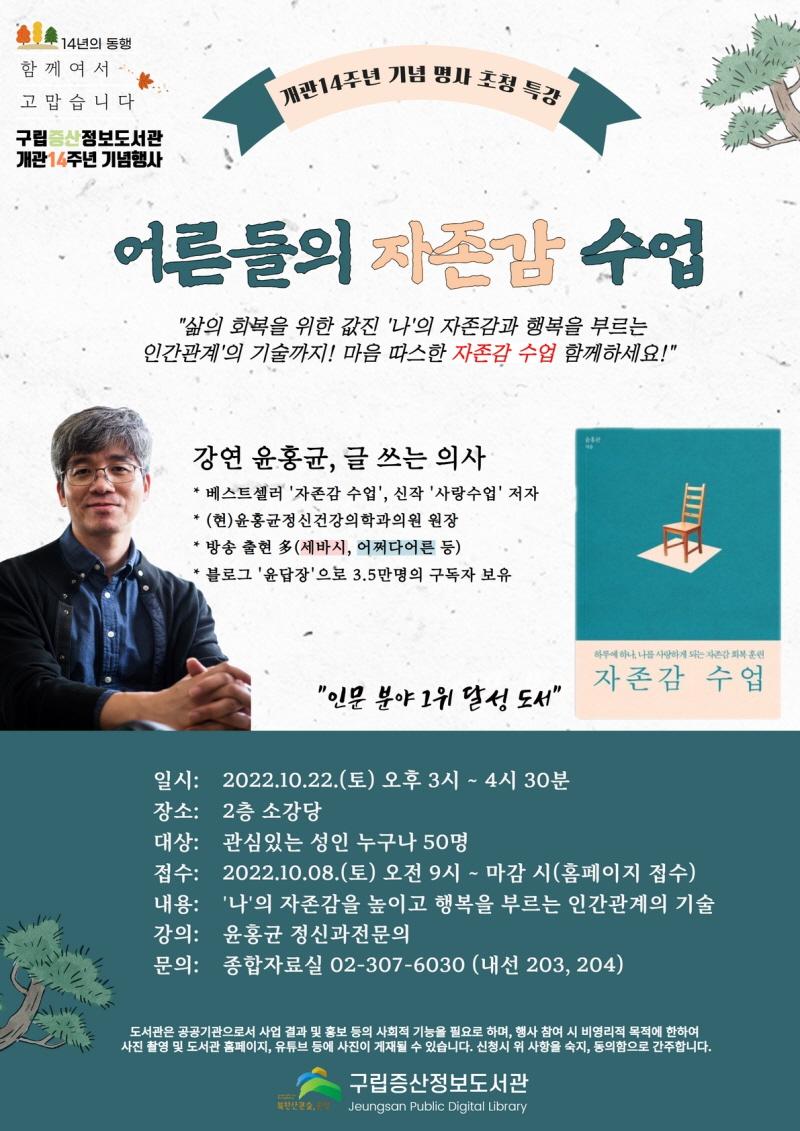 14년의 동행
함께여서
고맙습니다
구립증산정보도서관
개관14주년 기념행사
개관14주년 기념 명사 초청 특강
어른들의 자존감 수업
"삶의 회복을 위한 값진 '나'의 자존감과 행복을 부르는
인간관계'의 기술까지! 마음 따스한 자존감 수업 함께하세요!"
강연 윤홍균, 글 쓰는 의사
* 베스트셀러 '자존감 수업', 신작 '사랑수업' 저자
* (현)윤홍균정신건강의학과의원 원장
* 방송 출현 多(세바시, 어쩌다어른 등)
* 블로그 '윤답장'으로 3.5만명의 구독자 보유
"인문 분야 1위 달성 도서"
윤홍균
지음
하루에 하나, 나를 사랑하게 되는 자존감 회복 훈련
자존감 수업
일시: 2022.10.22.(토) 오후 3시 ~ 4시 30분
장소: 2층 소강당
대상: 관심있는 성인 누구나 50명
접수: 2022.10.08.(토) 오전 9시 ~ 마감 시(홈페이지 접수)
내용: '나'의 자존감을 높이고 행복을 부르는 인간관계의 기술
강의: 윤홍균 정신과전문의
문의: 종합자료실 02-307-6030 (내선 203, 204)
도서관은 공공기관으로서 사업 결과 및 홍보 등의 사회적 기능을 필요로 하며, 행사 참여 시 비영리적 목적에 한하여
사진 촬영 및 도서관 홈페이지, 유튜브 등에 사진이 게재될 수 있습니다. 신청시 위 사항을 숙지, 동의함으로 간주합니다.
북한산큰숲, 은평
구립증산정보도서관
Jeungsan Public Digital Library